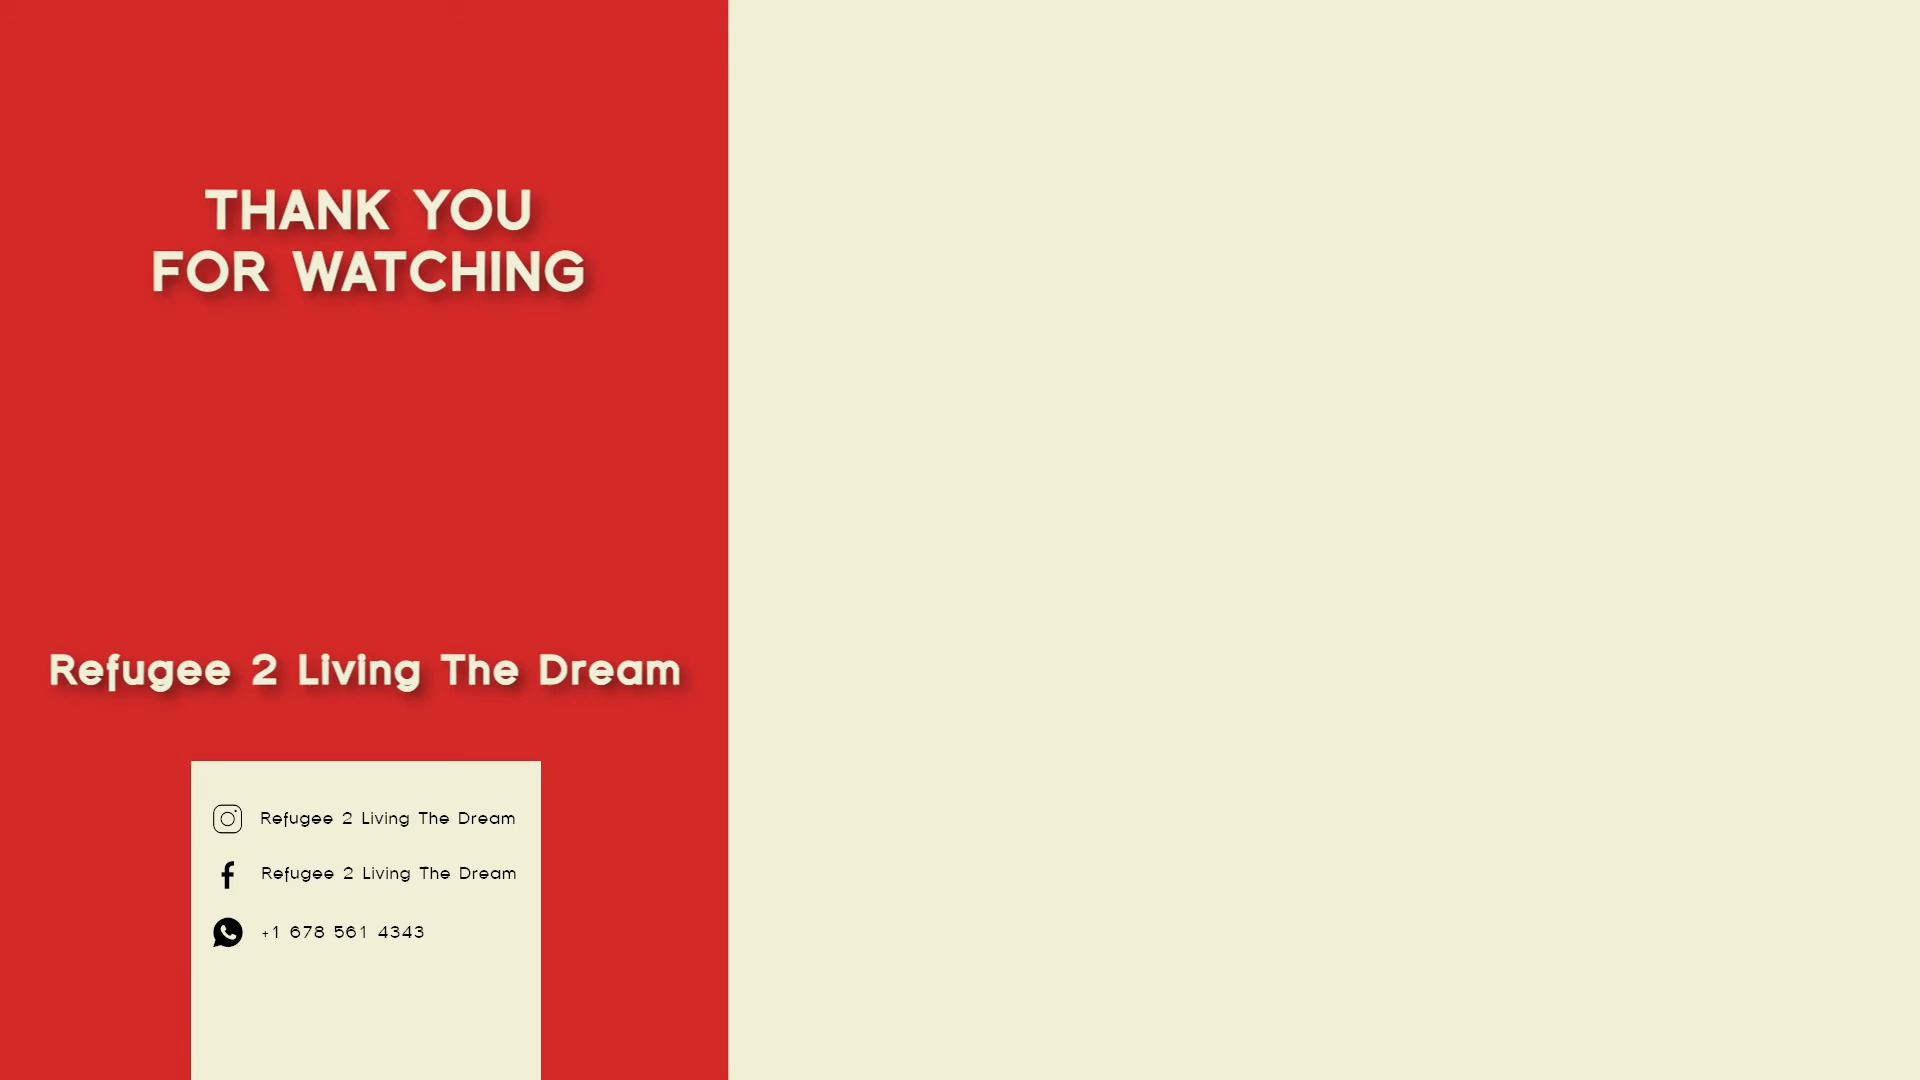 THANK YOU
FOR WATCHING
Refugee 2 Living The Dream
Refugee 2 Living The Dream
Refugee 2 Living The Dream
+1 678 561 4343